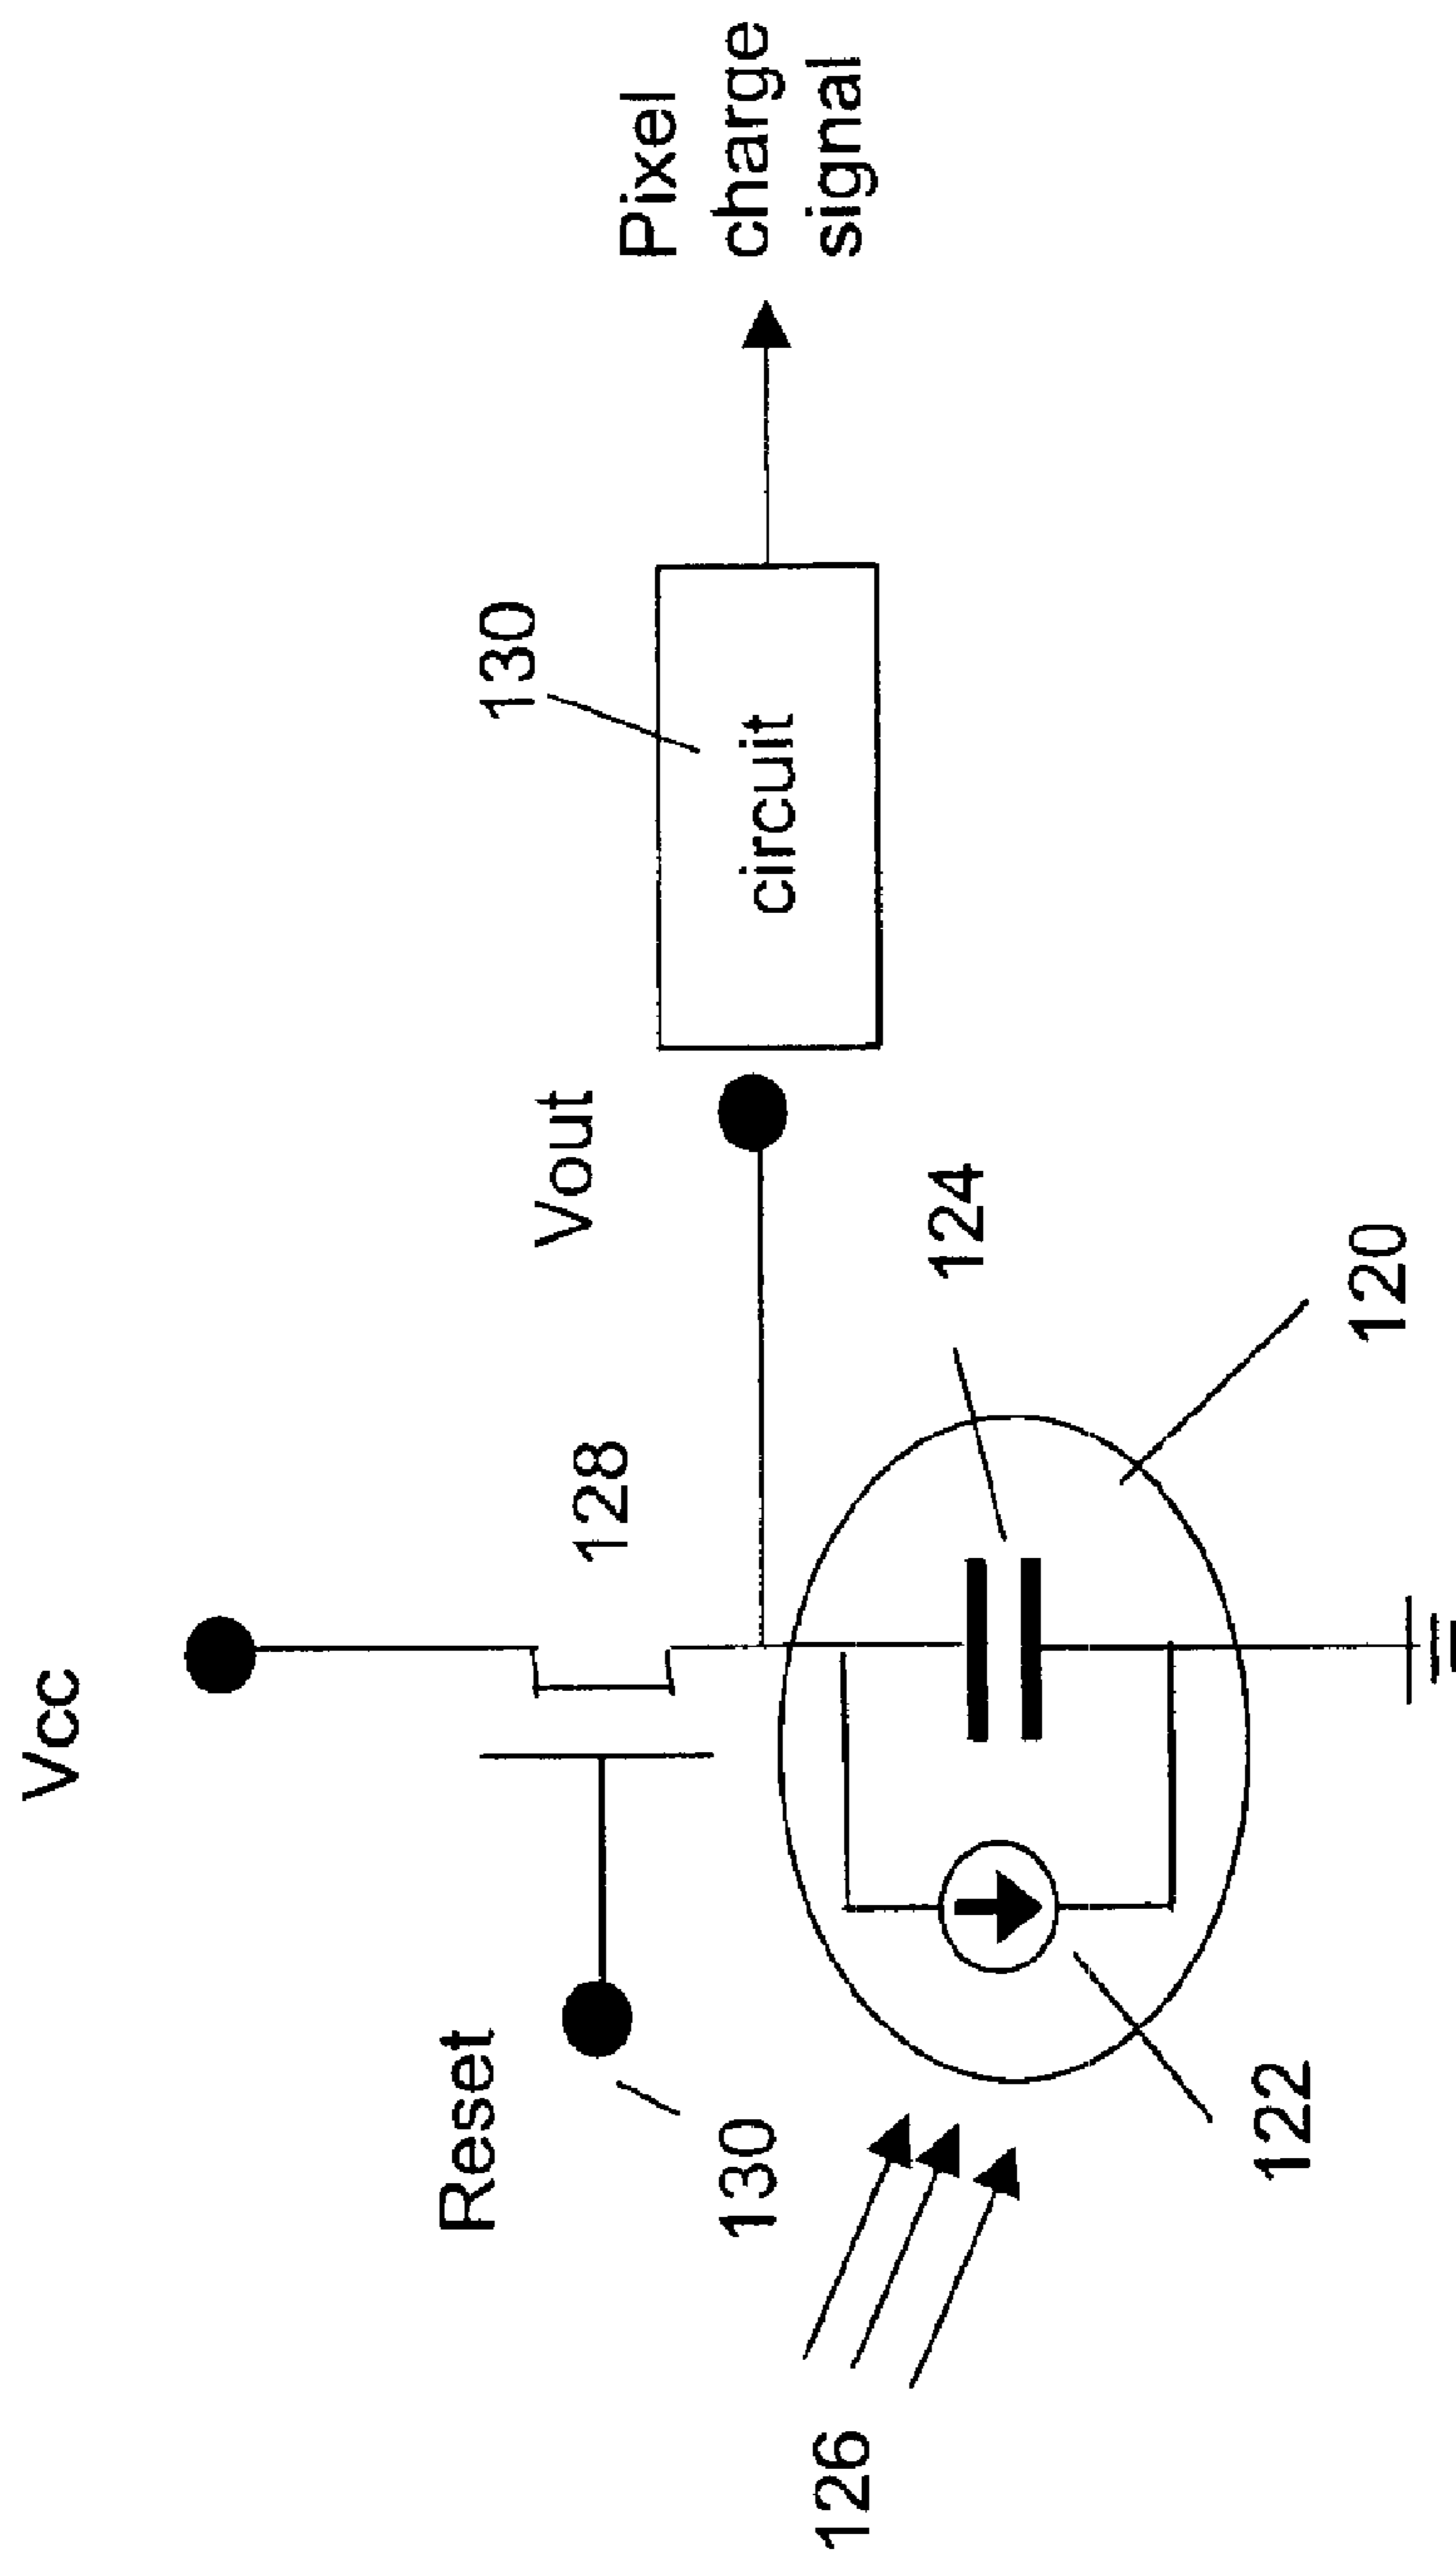 Vcc
Reset
130
128
Vout
130
circuit
Pixel
charge
signal
126
122
124
120